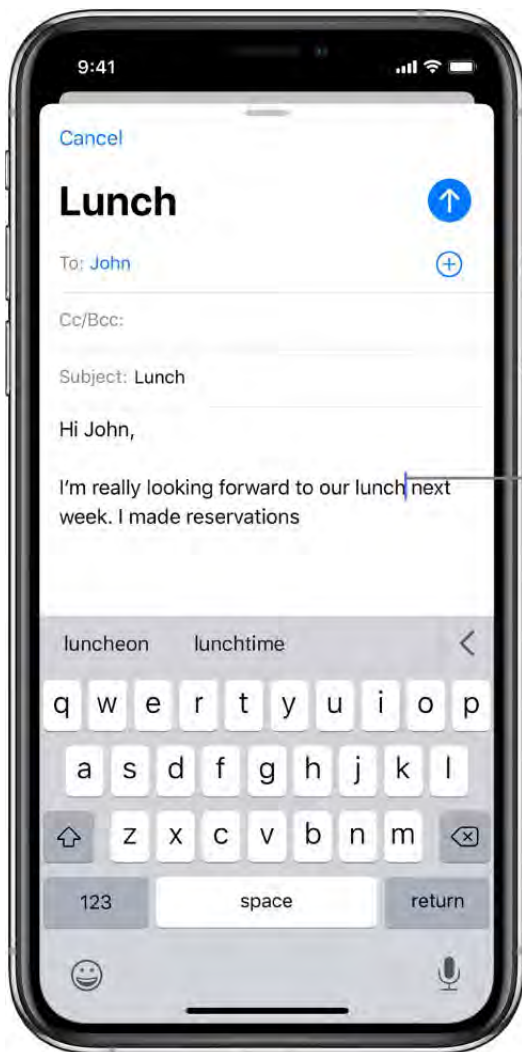 9:41
Cancel
Lunch
To: John
Cc/Bcc:
Subject: Lunch
Hi John,
I'm really looking forward to our lunch next
week. I made reservations
luncheon lunchtime
q w e r t y u i o p
a s d f g h j k l
z x c v b n m
123 space return